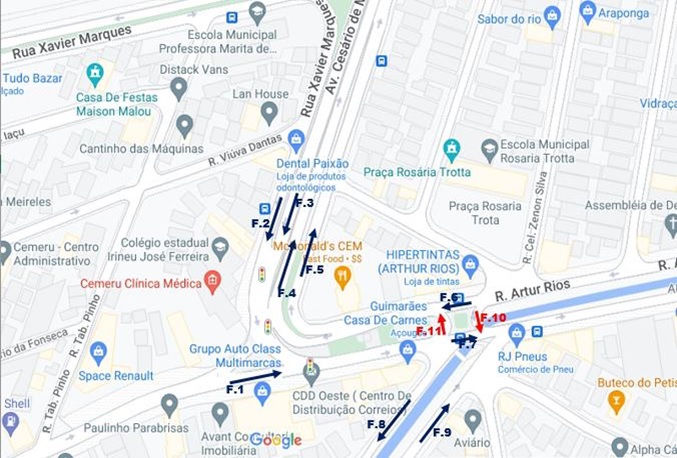 Sabor do rio
Araponga
Rua Xavier Marques
Escola Municipal
Professora Marita de...
Rua Xavier Marques
Av. Cesário de M
Tudo Bazar
lçado
Casa De Festas
Maison Malou
Distack Vans
Lan House
Vidraça
Iaçu
Cantinho das Máquinas
R. Viúva Dantas
Escola Municipal
Rosaria Trotta
Dental Paixão
Loja de produtos
odontológicos
Praça Rosária Trotta
Meireles
Praça Rosaria
Trota
R. Cel. Zenon Silva
Assembléia de De
F.2
F.3
Cemeru - Centro
Administrativo
Colégio estadual
Irineu José Ferreira
McDonald's CEM
Fast Food • $$
F.5
HIPERTINTAS
(ARTHUR RIOS)
Loja de tintas
Cemeru Clínica Médica
F.4
R. Artur Rios
R. A
F.6
Guimarães
Casa De Carnes
Açougue
F.10
F.11
R. Tab. Pinho
io da Fonseca
F.7
Grupo Auto Class
Multimarcas
RJ Pneus
Comércio de Pneu
Space Renault
R. Tab. Pinho
F.1
CDD Oeste ( Centro De
Distribuição Correios)
Buteco do Petis
Shell
F.8
F.9
Paulinho Parabrisas
Avant Consultoria
Imobiliária
Google
Aviário
Alpha Cá